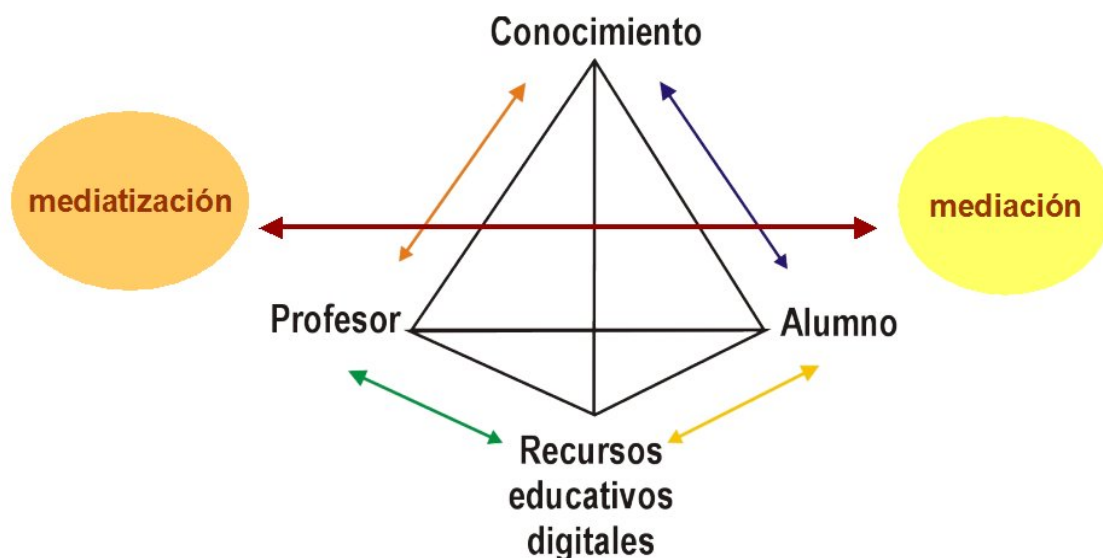 Conocimiento
mediatización
mediación
Profesor
Alumno
Recursos
educativos
digitales